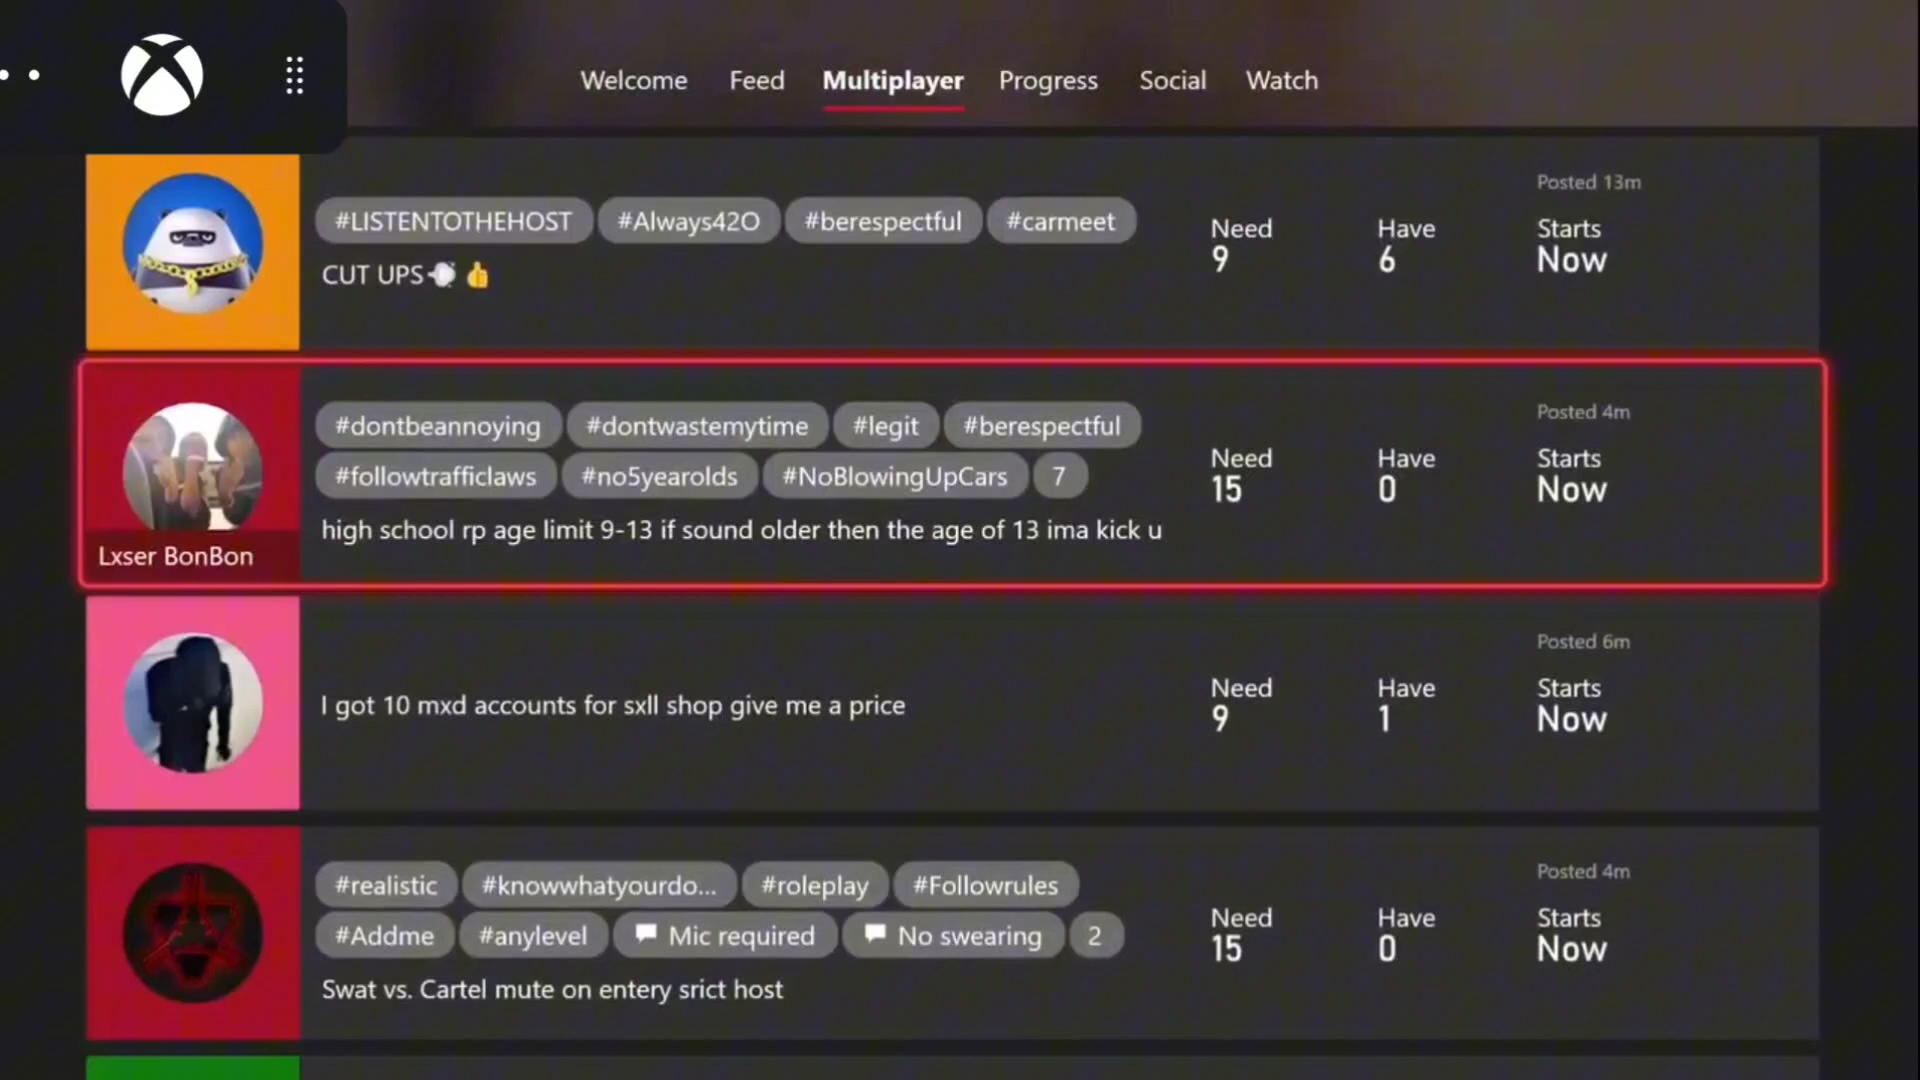 Welcome Feed Multiplayer Progress Social Watch
Posted 13m
#LISTENTOTHEHOST #Always42O #berespectful #carmeet
Need Have Starts
9 6 Now
CUT UPS💨 👍
Posted 4m
#dontbeannoying #dontwastemytime #legit #berespectful
#followtrafficlaws #no5yearolds #NoBlowingUpCars 7
Need Have Starts
15 0 Now
high school rp age limit 9-13 if sound older then the age of 13 ima kick u
Lxser BonBon
Posted 6m
I got 10 mxd accounts for sxll shop give me a price
Need Have Starts
9 1 Now
Posted 4m
#realistic #knowwhatyourdo... #roleplay #Followrules
#Addme #anylevel Mic required No swearing 2
Need Have Starts
15 0 Now
Swat vs. Cartel mute on entery srict host